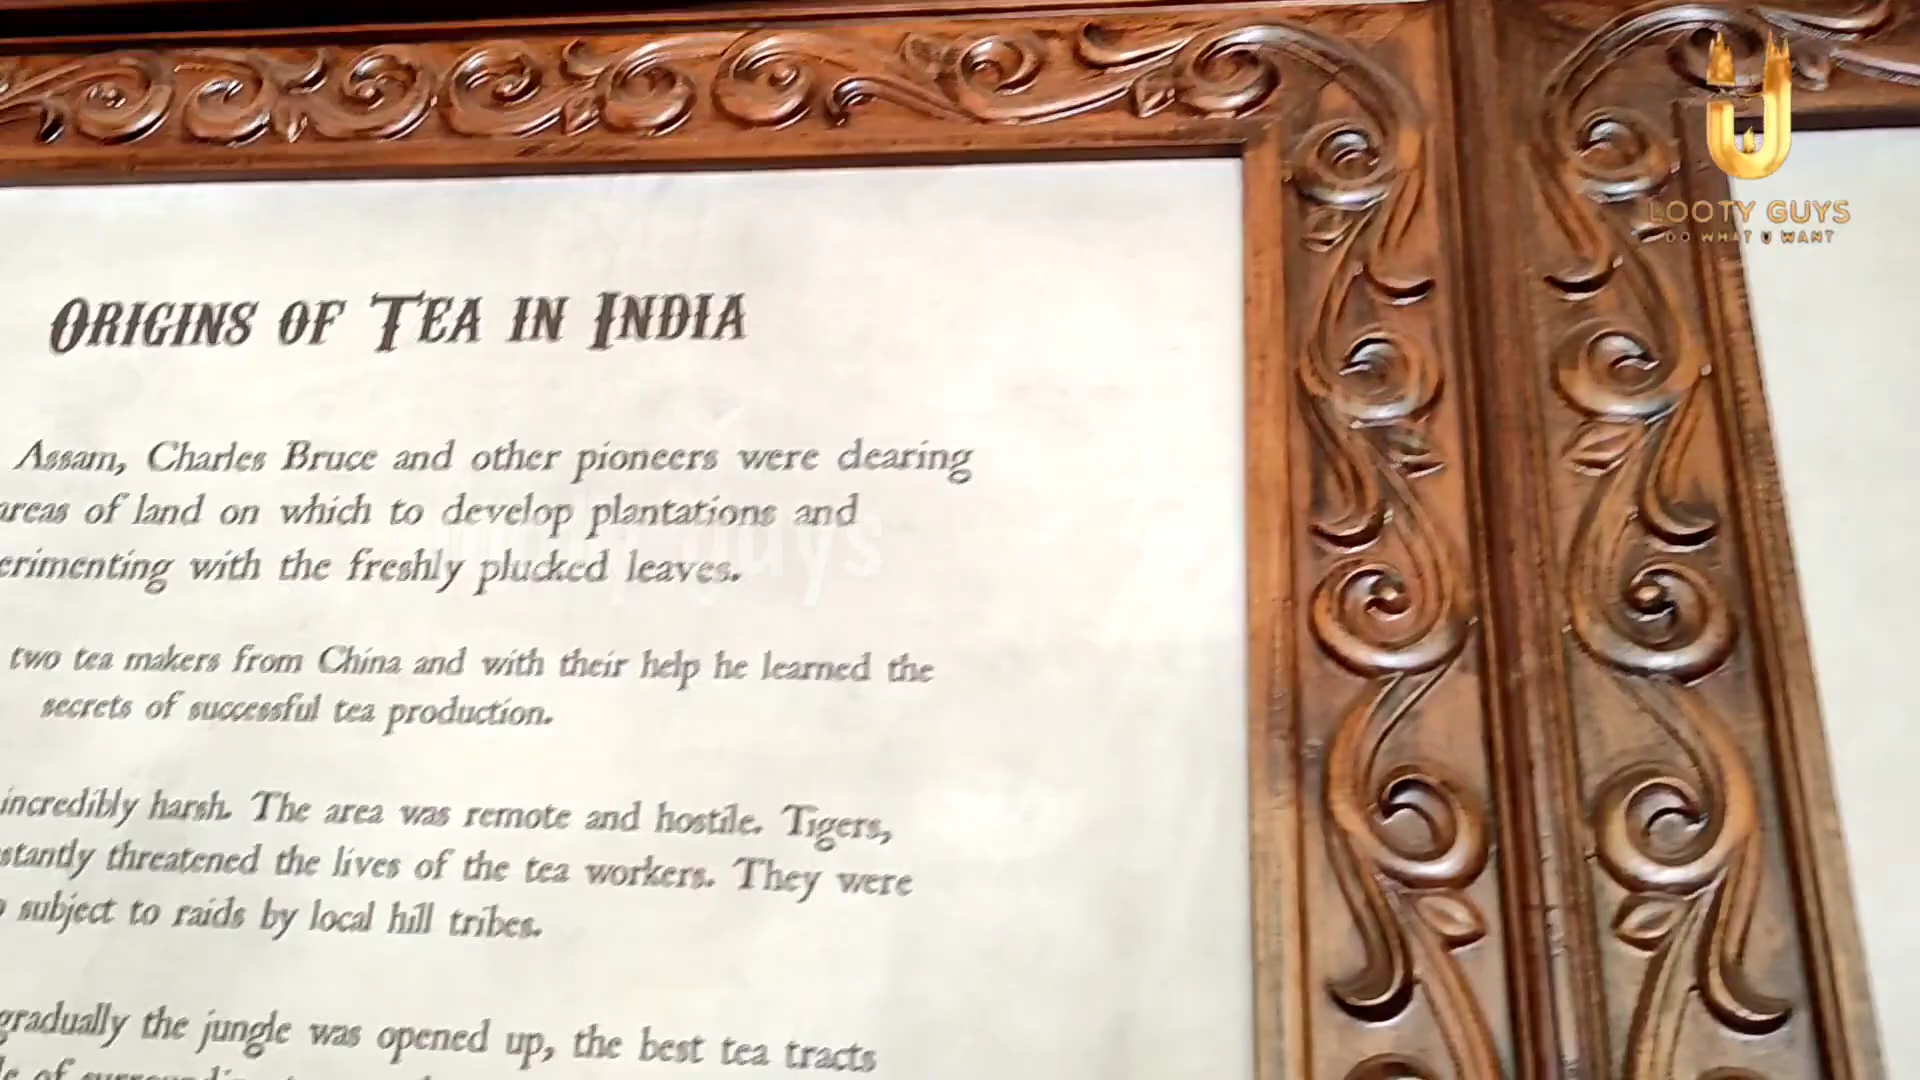 LOOTY GUYS
DO WHAT U WANT
ORIGINS OF TEA IN INDIA
Assam, Charles Bruce and other pioneers were clearing
areas of land on which to develop plantations and
erimenting with the freshly plucked leaves.
two tea makers from China and with their help he learned the
secrets of successful tea production.
incredibly harsh. The area was remote and hostile. Tigers,
stantly threatened the lives of the tea workers. They were
subject to raids by local hill tribes.
gradually the jungle was opened up, the best tea tracts
of
guys